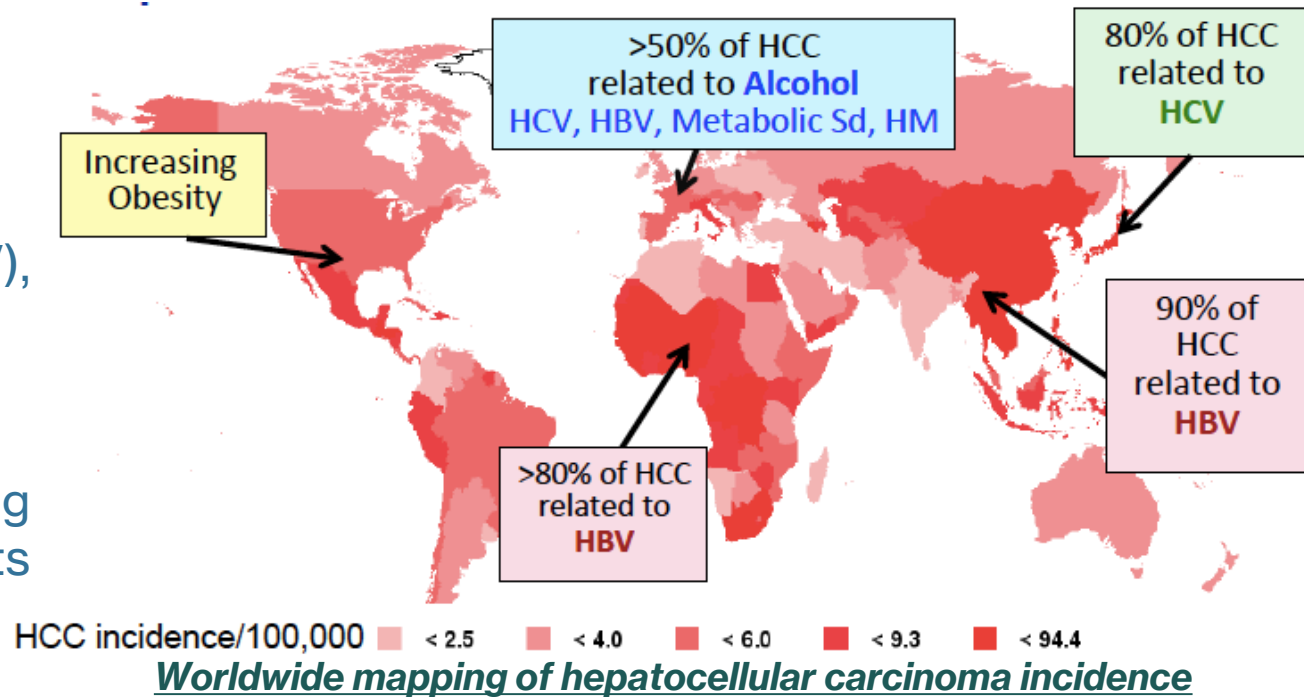 >50% of HCC
related to Alcohol
HCV, HBV, Metabolic Sd, HM
80% of HCC
related to
HCV
Increasing
Obesity
),
90% of
HCC
related to
HBV
>80% of HCC
related to
HBV
HCC incidence/100,000 < 2.5 < 4.0 < 6.0 < 9.3 < 94.4
Worldwide mapping of hepatocellular carcinoma incidence